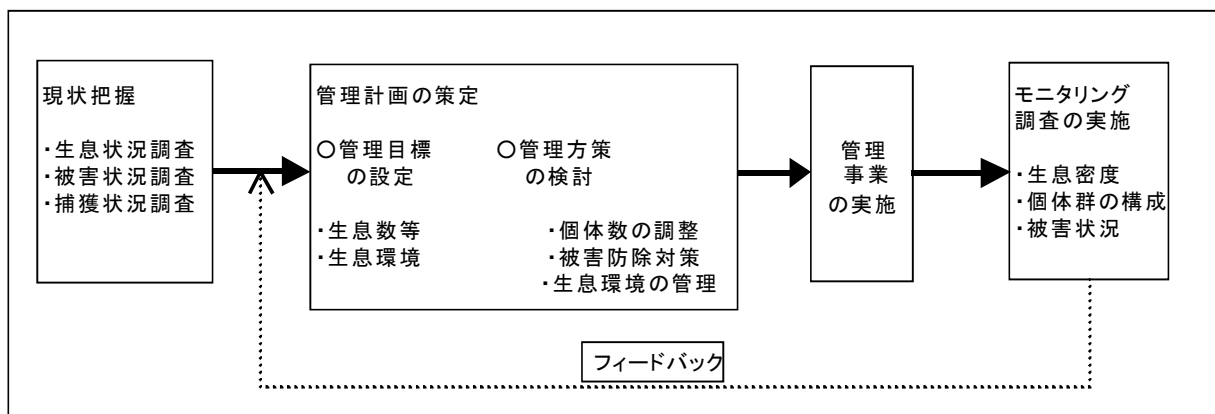 現状把握
・生息状況調査
・被害状況調査
・捕獲状況調査
管理計画の策定
○管理目標
の設定
○管理方策
の検討
・生息数等
・生息環境
・個体数の調整
・被害防除対策
・生息環境の管理
管理
事業
の実施
モニタリング
調査の実施
・生息密度
・個体群の構成
・被害状況
フィードバック